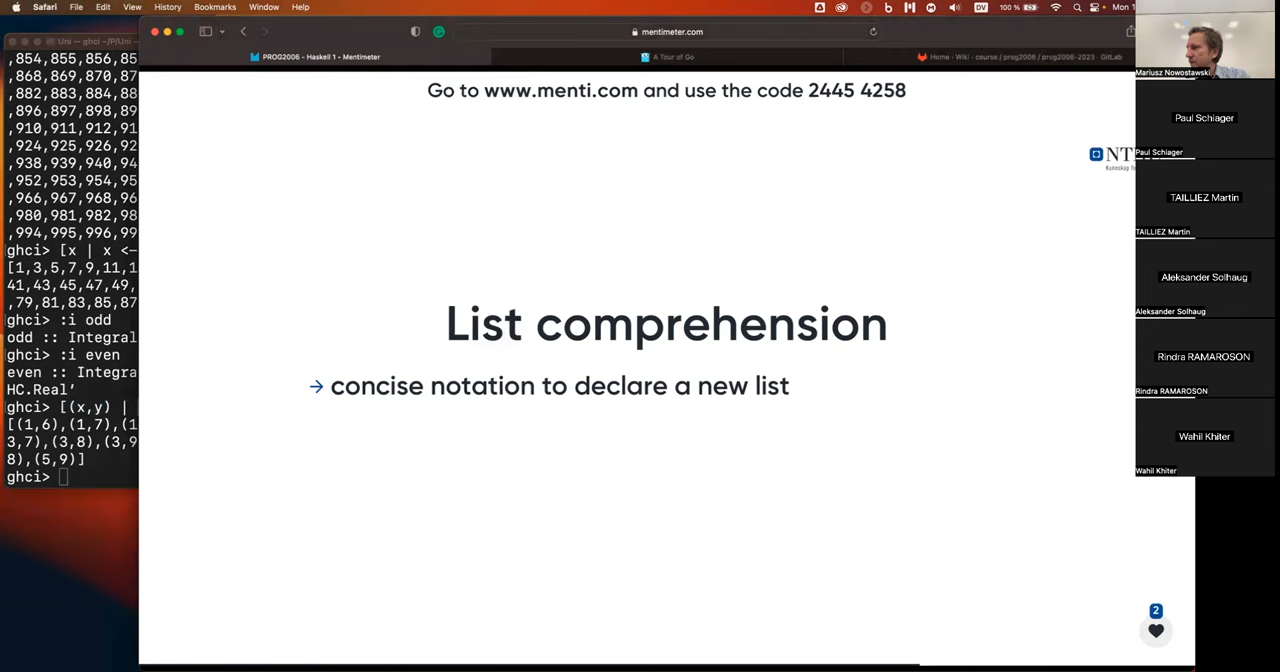 Safari File Edit View History Bookmarks Window Help
DV 100 % Mon 1
Uni — ghci ~/P/Uni
mentimeter.com
PROG2006 - Haskell 1 - Mentimeter
A Tour of Go
Home · Wiki · course / prog2006 / prog2006-2023 · GitLab
Go to www.menti.com and use the code 2445 4258
NT
List comprehension
→ concise notation to declare a new list
2
,854,855,856,85
,868,869,870,87
,882,883,884,88
,896,897,898,89
,910,911,912,91
,924,925,926,92
,938,939,940,94
,952,953,954,95
,966,967,968,96
,980,981,982,98
,994,995,996,99
ghci> [x | x <-
[1,3,5,7,9,11,1
41,43,45,47,49,
,79,81,83,85,87
ghci> :i odd
odd :: Integral
ghci> :i even
even :: Integra
HC.Real’
ghci> [(x,y) |
[(1,6),(1,7),(1
3,7),(3,8),(3,9
8),(5,9)]
ghci>
Mariusz Nowostawski
Paul Schiager
Paul Schiager
TAILLIEZ Martin
TAILLIEZ Martin
Aleksander Solhaug
Aleksander Solhaug
Rindra RAMAROSON
Rindra RAMAROSON
Wahil Khiter
Wahil Khiter